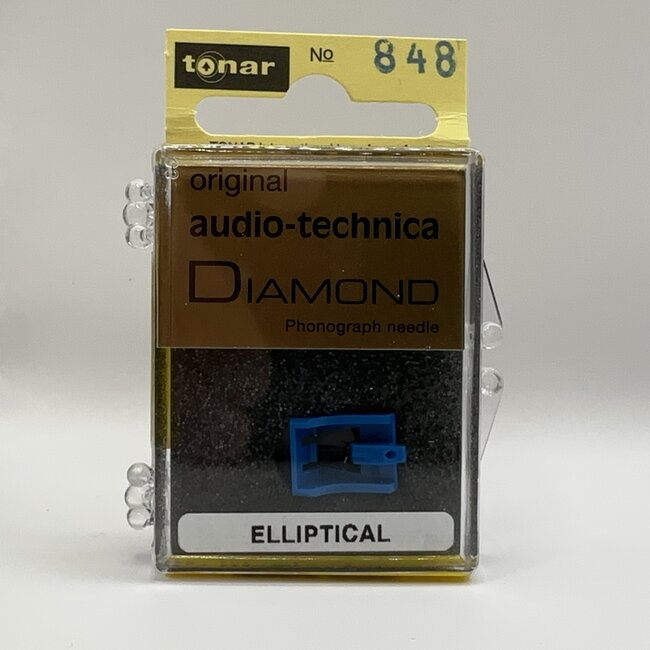 tonar No 848
original
audio-technica
DIAMOND
Phonograph needle
ELLIPTICAL